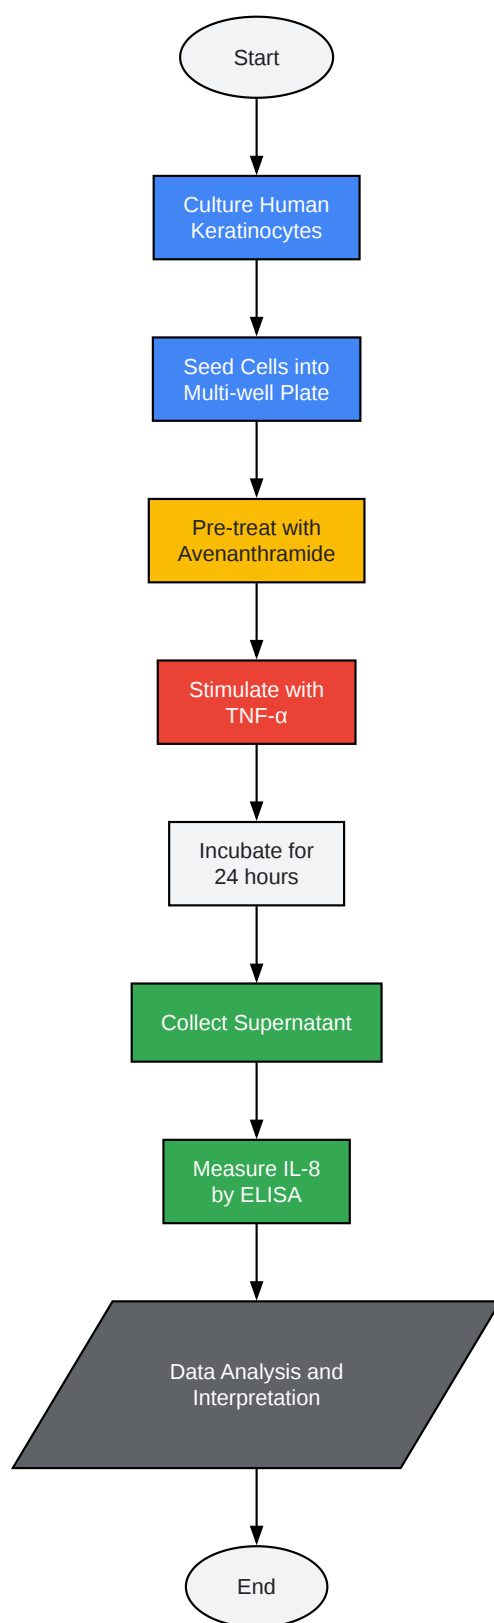 Start
Culture Human
Keratinocytes
Seed Cells into
Multi-well Plate
Pre-treat with
Avenanthramide
Stimulate with
TNF-α
Incubate for
24 hours
Collect Supernatant
Measure IL-8
by ELISA
Data Analysis and
Interpretation
End